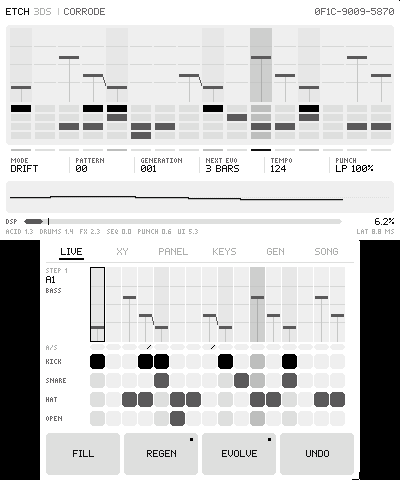 ETCH 3DS | CORRODE 0F1C-9009-5870
MODE PATTERN GENERATION NEXT EVO TEMPO PUNCH
DRIFT 00 001 3 BARS 124 LP 100%
DSP 6.2%
ACID 1.3 DRUMS 1.4 FX 2.3 SEQ 0.0 PUNCH 0.6 UI 5.3 LAT 8.8 MS
LIVE XY PANEL KEYS GEN SONG
STEP 1
A1
BASS
A/S
KICK
SNARE
HAT
OPEN
FILL REGEN EVOLVE UNDO